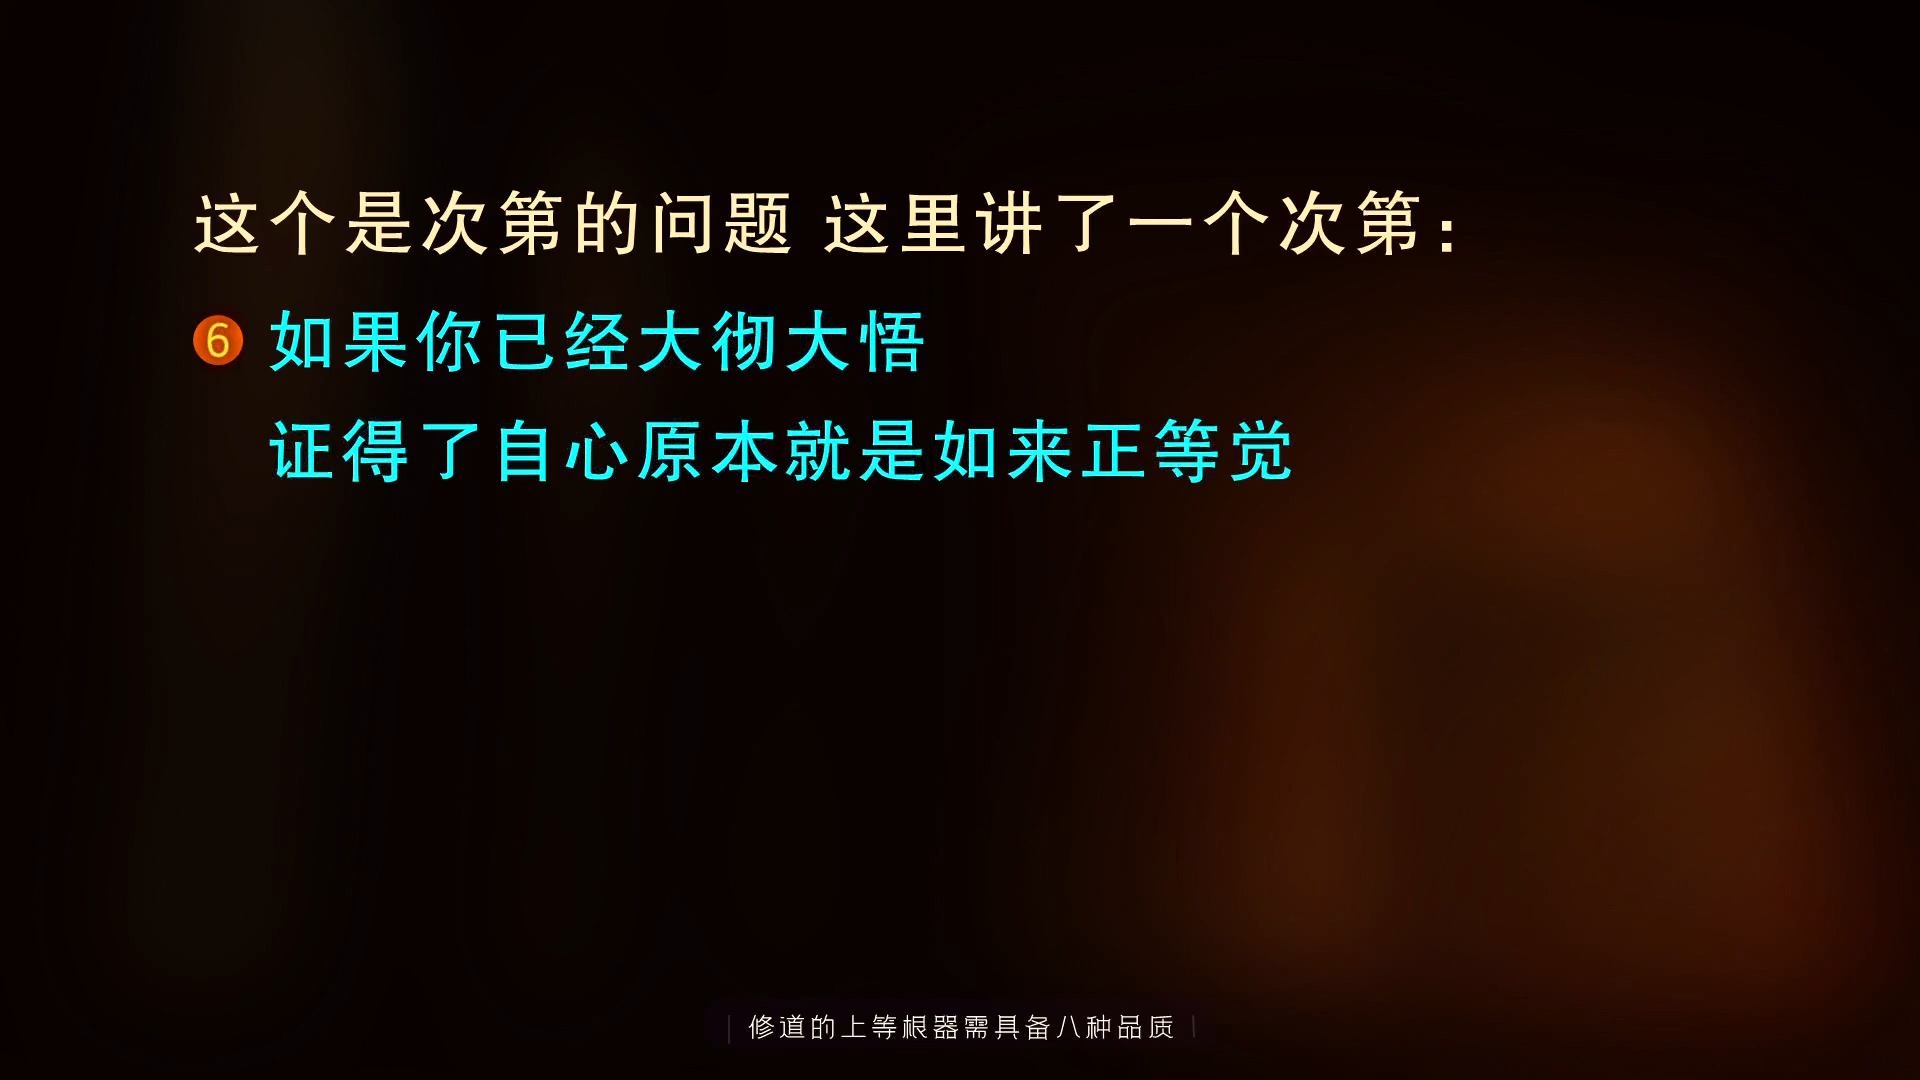 这个是次第的问题 这里讲了一个次第：
6 如果你已经大彻大悟
证得了自心原本就是如来正等觉
修道的上等根器需具备八种品质